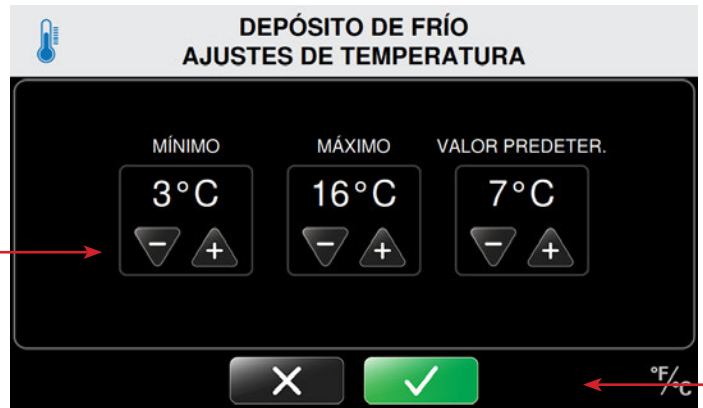 DEPÓSITO DE FRÍO
AJUSTES DE TEMPERATURA
MÍNIMO MÁXIMO VALOR PREDETER.
3°C 16°C 7°C
- + - + - +
°F/°C